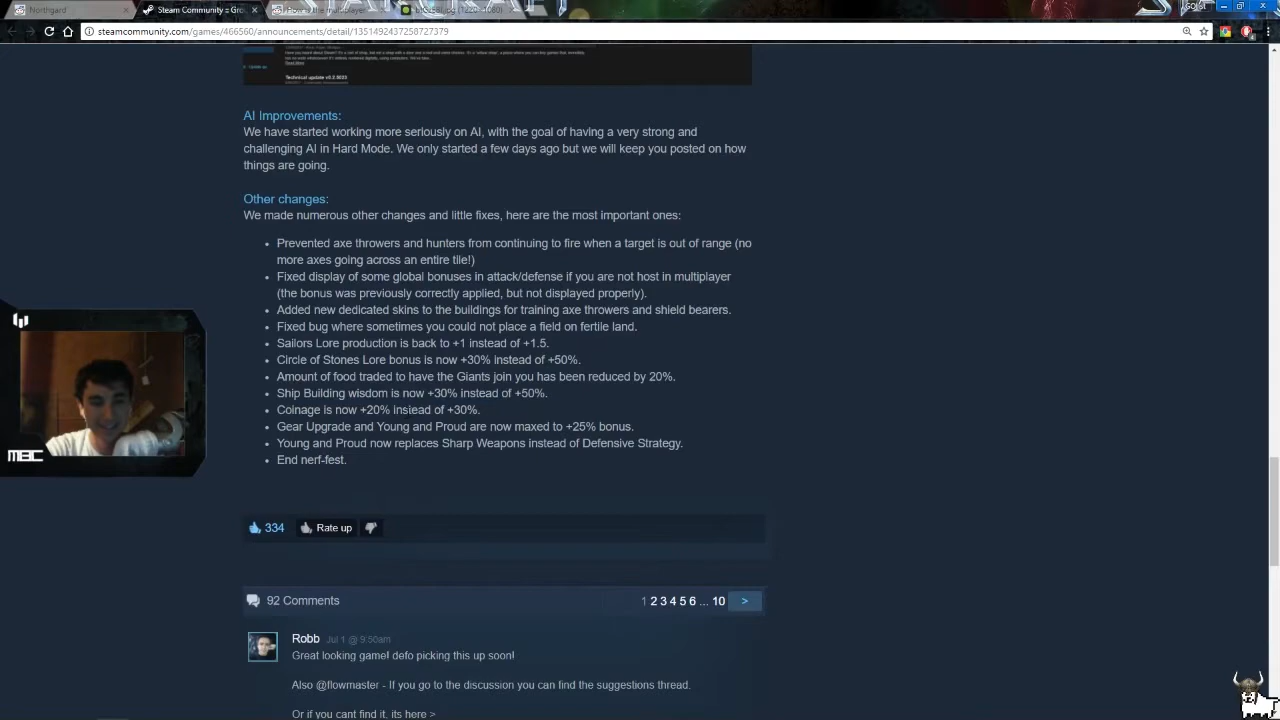 Northgard
Steam Community :: Gro
How is the multiplayer
steamcommunity.com/games/466560/announcements/detail/1351492437258727379
Read More
Technical update v0.2.5023
AI Improvements:
We have started working more seriously on AI, with the goal of having a very strong and
challenging AI in Hard Mode. We only started a few days ago but we will keep you posted on how
things are going.
Other changes:
We made numerous other changes and little fixes, here are the most important ones:
• Prevented axe throwers and hunters from continuing to fire when a target is out of range (no
more axes going across an entire tile!)
• Fixed display of some global bonuses in attack/defense if you are not host in multiplayer
(the bonus was previously correctly applied, but not displayed properly).
• Added new dedicated skins to the buildings for training axe throwers and shield bearers.
• Fixed bug where sometimes you could not place a field on fertile land.
• Sailors Lore production is back to +1 instead of +1.5.
• Circle of Stones Lore bonus is now +30% instead of +50%.
• Amount of food traded to have the Giants join you has been reduced by 20%.
• Ship Building wisdom is now +30% instead of +50%.
• Coinage is now +20% insiead of +30%.
• Gear Upgrade and Young and Proud are now maxed to +25% bonus.
• Young and Proud now replaces Sharp Weapons instead of Defensive Strategy.
• End nerf-fest.
MBC
334
Rate up
92 Comments
1 2 3 4 5 6 ... 10 >
Robb Jul 1 @ 9:50am
Great looking game! defo picking this up soon!
Also @flowmaster - If you go to the discussion you can find the suggestions thread.
Or if you cant find it, its here >